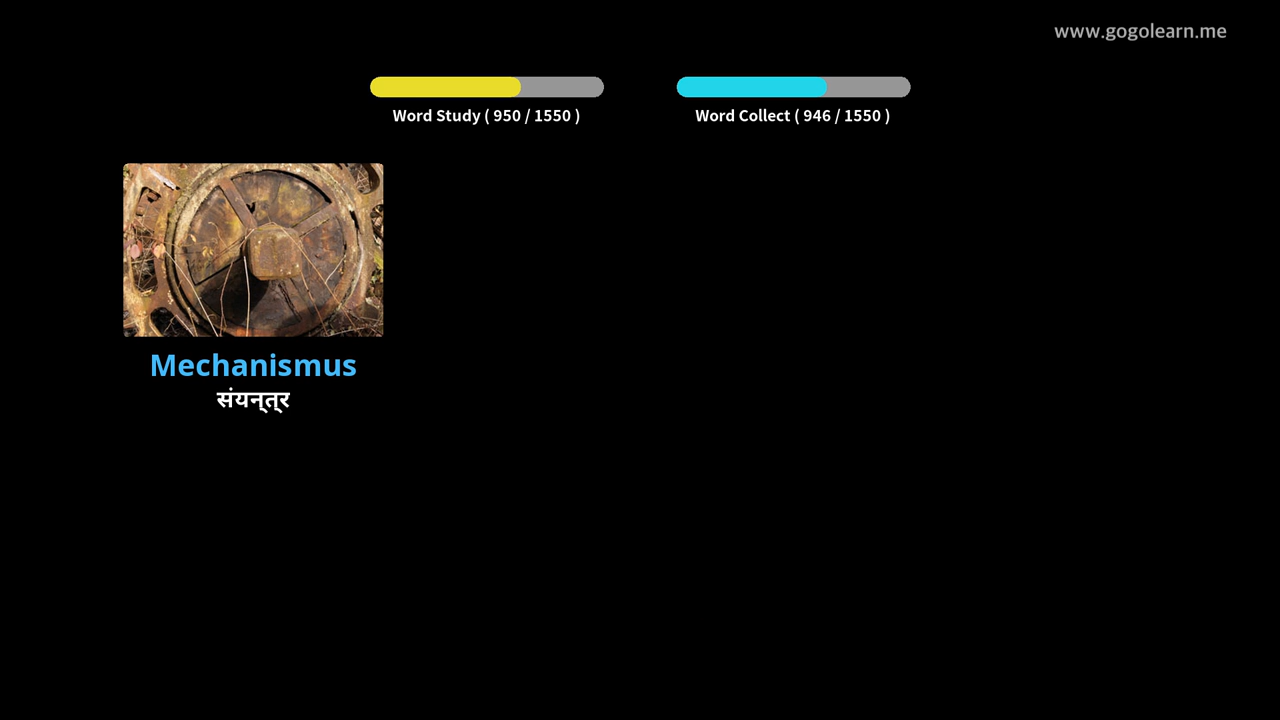 www.gogolearn.me
Word Study ( 950 / 1550 )
Word Collect ( 946 / 1550 )
Mechanismus
संयन्त्र